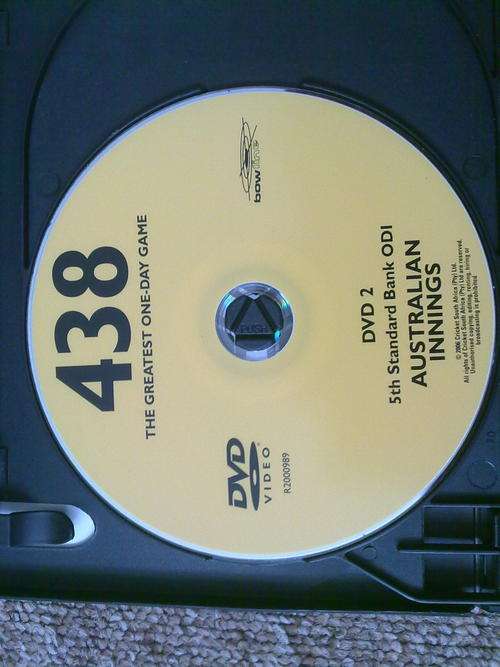 438
THE GREATEST ONE-DAY GAME
bowline
PUSH
DVD
VIDEO
R2000989
DVD 2
5th Standard Bank ODI
AUSTRALIAN
INNINGS
© 2006 Cricket South Africa (Pty) Ltd.
All rights of Cricket South Africa (Pty) Ltd are reserved.
Unauthorised copying, editing, renting, hiring or
broadcasting is prohibited.